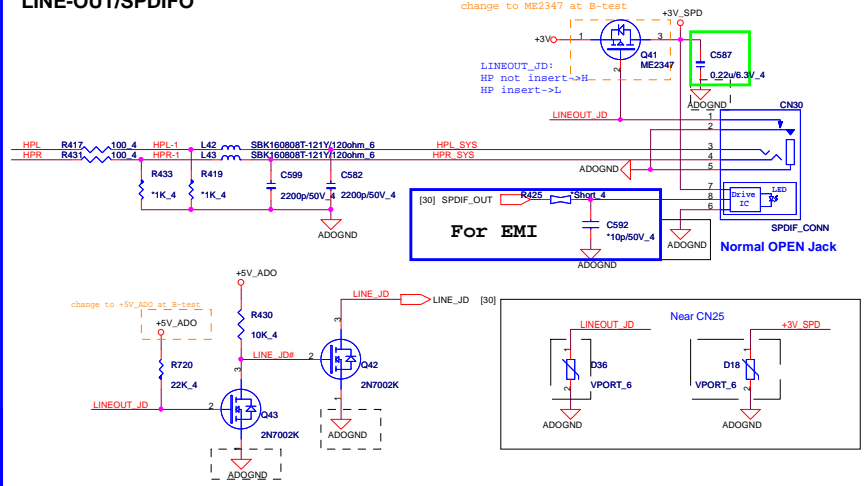 LINE-OUT/SPDIFO
change to ME2347 at B-test
+3V_SPD
+3V
1
3
2
Q41
ME2347
C587
0.22u/6.3V_4
ADOGND
LINEOUT_JD:
HP not insert->H
HP insert->L
LINEOUT_JD
CN30
1
2
3
4
5
7
8
6
Drive
IC
LED
SPDIF_CONN
Normal OPEN Jack
HPL
R417
100_4
HPL-1
L42
SBK160808T-121Y/120ohm_6
HPL_SYS
HPR
R431
100_4
HPR-1
L43
SBK160808T-121Y/120ohm_6
HPR_SYS
ADOGND
R433
*1K_4
R419
*1K_4
C599
2200p/50V_4
C582
2200p/50V_4
ADOGND
[30]
SPDIF_OUT
R425
*Short_4
For EMI
C592
*10p/50V_4
ADOGND
ADOGND
+5V_ADO
change to +5V_ADO at B-test
+5V_ADO
R430
10K_4
R720
22K_4
LINE_JD#
LINEOUT_JD
2
3
1
Q43
2N7002K
ADOGND
LINE_JD
LINE_JD
[30]
3
2
1
Q42
2N7002K
ADOGND
Near CN25
LINEOUT_JD
1
2
D36
VPORT_6
ADOGND
+3V_SPD
1
2
D18
VPORT_6
ADOGND